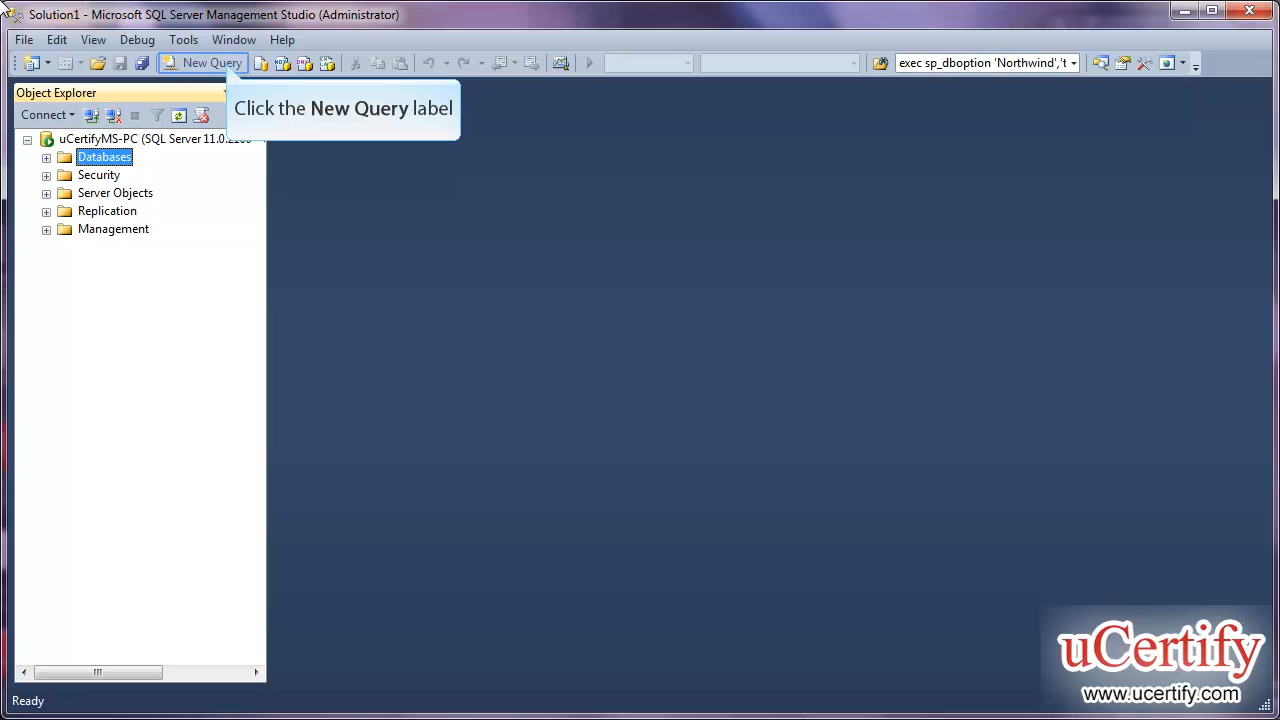 Solution1 - Microsoft SQL Server Management Studio (Administrator)
File Edit View Debug Tools Window Help
New Query
exec sp_dboption 'Northwind','t
Object Explorer
Click the New Query label
Connect
uCertifyMS-PC (SQL Server 11.0.2100
Databases
Security
Server Objects
Replication
Management
Ready
uCertify
www.ucertify.com